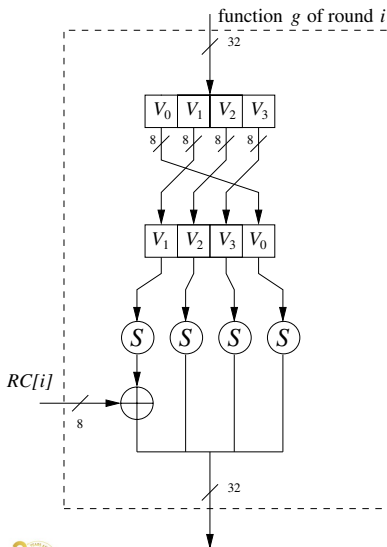 function g of round i
32
V0 V1 V2 V3
8 8 8 8
V1 V2 V3 V0
S S S S
RC[i]
8
32